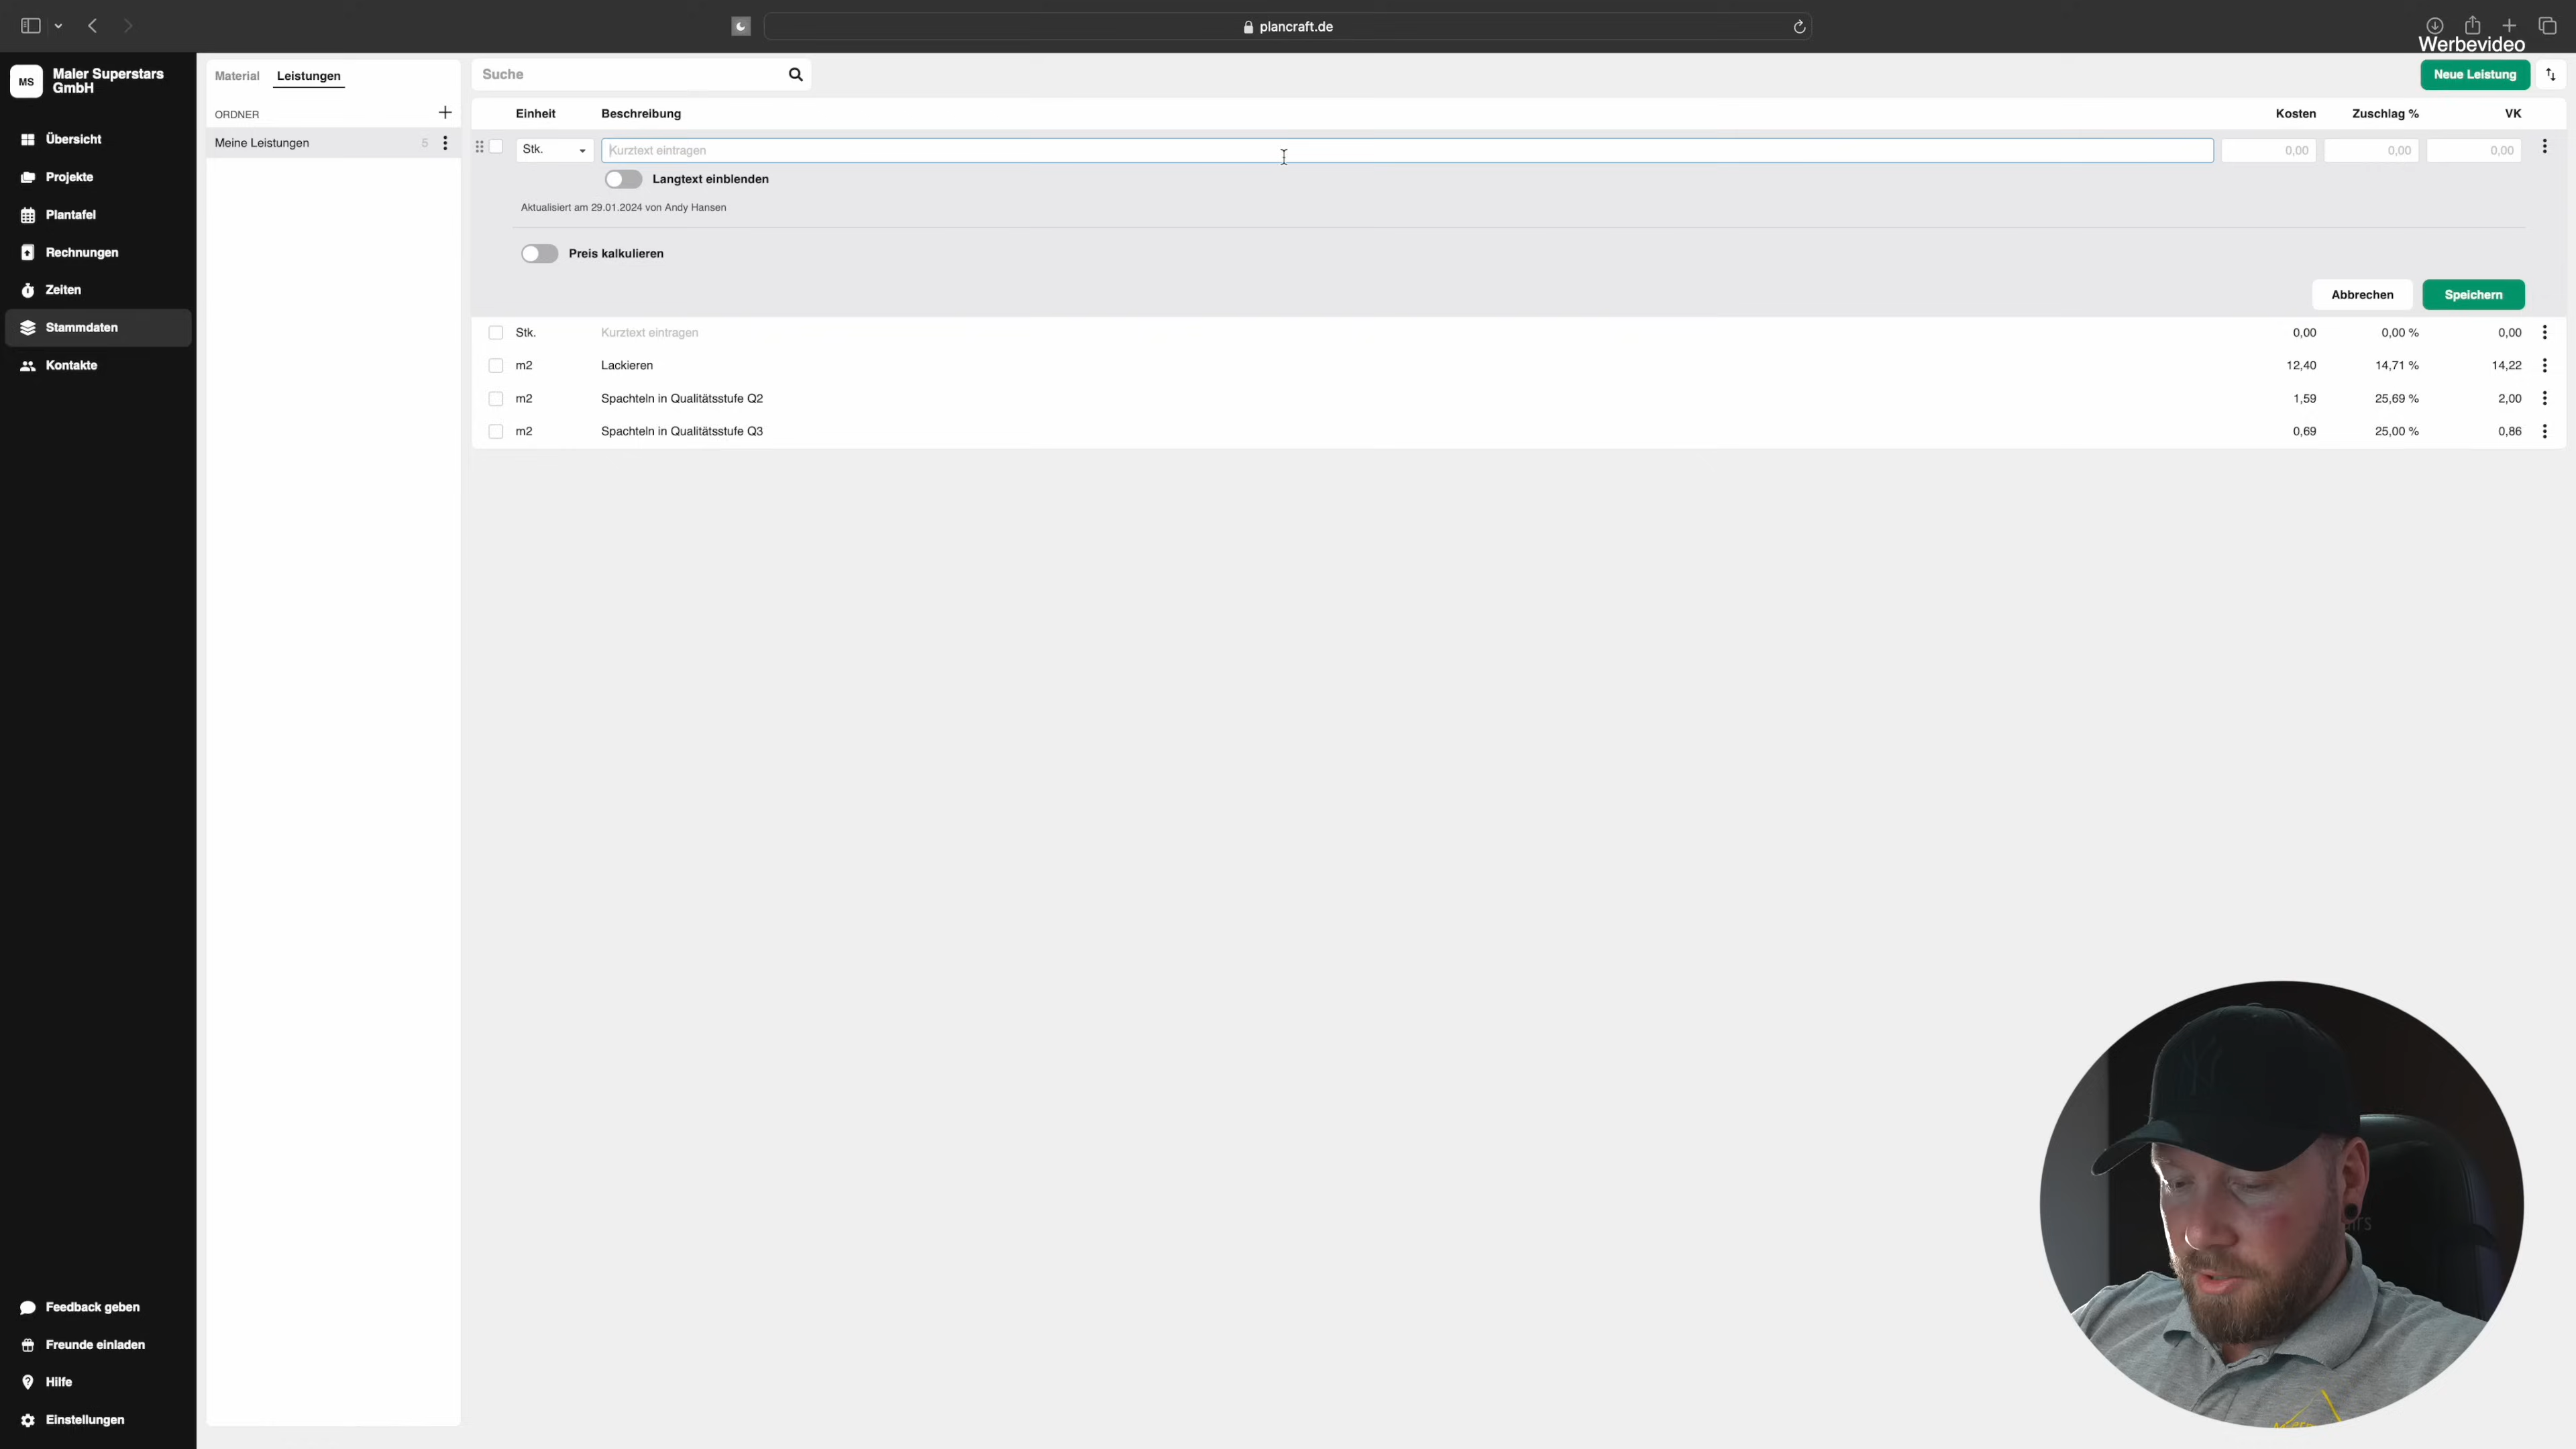 plancraft.de
Werbevideo
MS
Maler Superstars
GmbH
Übersicht
Projekte
Plantafel
Rechnungen
Zeiten
Stammdaten
Kontakte
Feedback geben
Freunde einladen
Hilfe
Einstellungen
Material Leistungen
ORDNER
Meine Leistungen 5
Suche
Neue Leistung
Einheit Beschreibung Kosten Zuschlag % VK
Stk. Kurztext eintragen 0,00 0,00 0,00
Langtext einblenden
Aktualisiert am 29.01.2024 von Andy Hansen
Preis kalkulieren
Abbrechen Speichern
Stk. Kurztext eintragen 0,00 0,00 % 0,00
m2 Lackieren 12,40 14,71 % 14,22
m2 Spachteln in Qualitätsstufe Q2 1,59 25,69 % 2,00
m2 Spachteln in Qualitätsstufe Q3 0,69 25,00 % 0,86